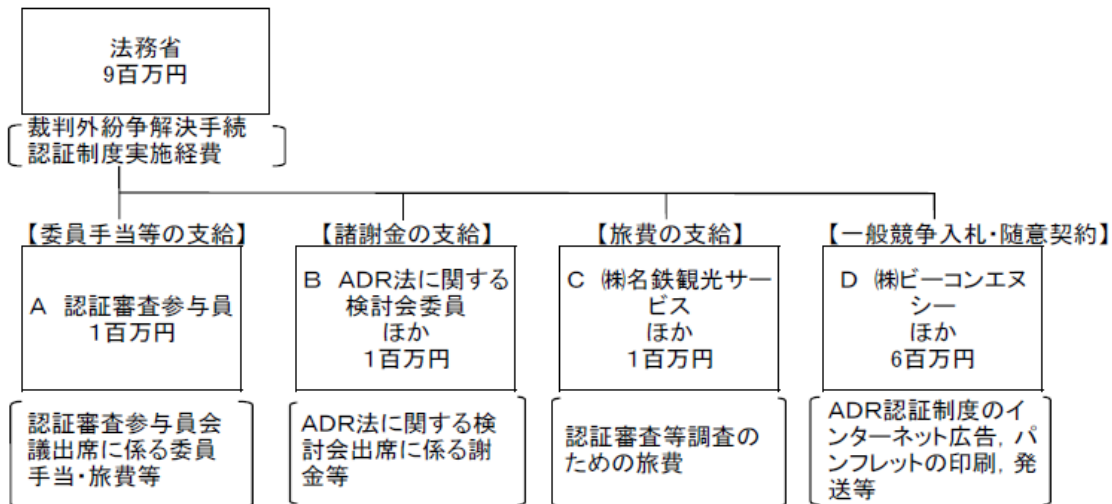 法務省
9百万円
裁判外紛争解決手続
認証制度実施経費
【委員手当等の支給】
【諸謝金の支給】
【旅費の支給】
【一般競争入札・随意契約】
A 認証審査参与員
1百万円
B ADR法に関する
検討会委員
ほか
1百万円
C ㈱名鉄観光サー
ビス
ほか
1百万円
D ㈱ビーコンエヌ
シー
ほか
6百万円
認証審査参与員会
議出席に係る委員
手当・旅費等
ADR法に関する検
討会出席に係る謝
金等
認証審査等調査の
ための旅費
ADR認証制度のイ
ンターネット広告，パ
ンフレットの印刷，発
送等